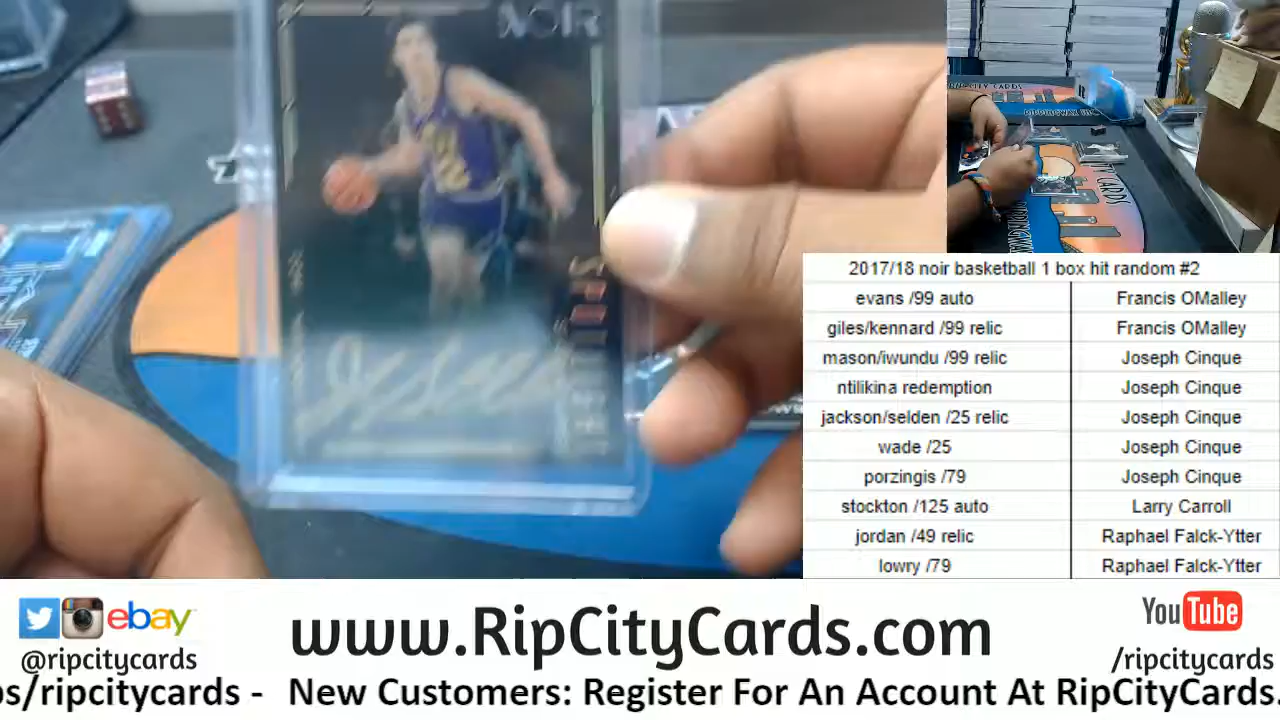 NOIR
RIP CITY CARDS
2017/18 noir basketball 1 box hit random #2
evans /99 auto Francis OMalley
giles/kennard /99 relic Francis OMalley
mason/iwundu /99 relic Joseph Cinque
ntilikina redemption Joseph Cinque
jackson/selden /25 relic Joseph Cinque
wade /25 Joseph Cinque
porzingis /79 Joseph Cinque
stockton /125 auto Larry Carroll
jordan /49 relic Raphael Falck-Ytter
lowry /79 Raphael Falck-Ytter
ebay
@ripcitycards
www.RipCityCards.com
YouTube
/ripcitycards
os/ripcitycards - New Customers: Register For An Account At RipCityCards.